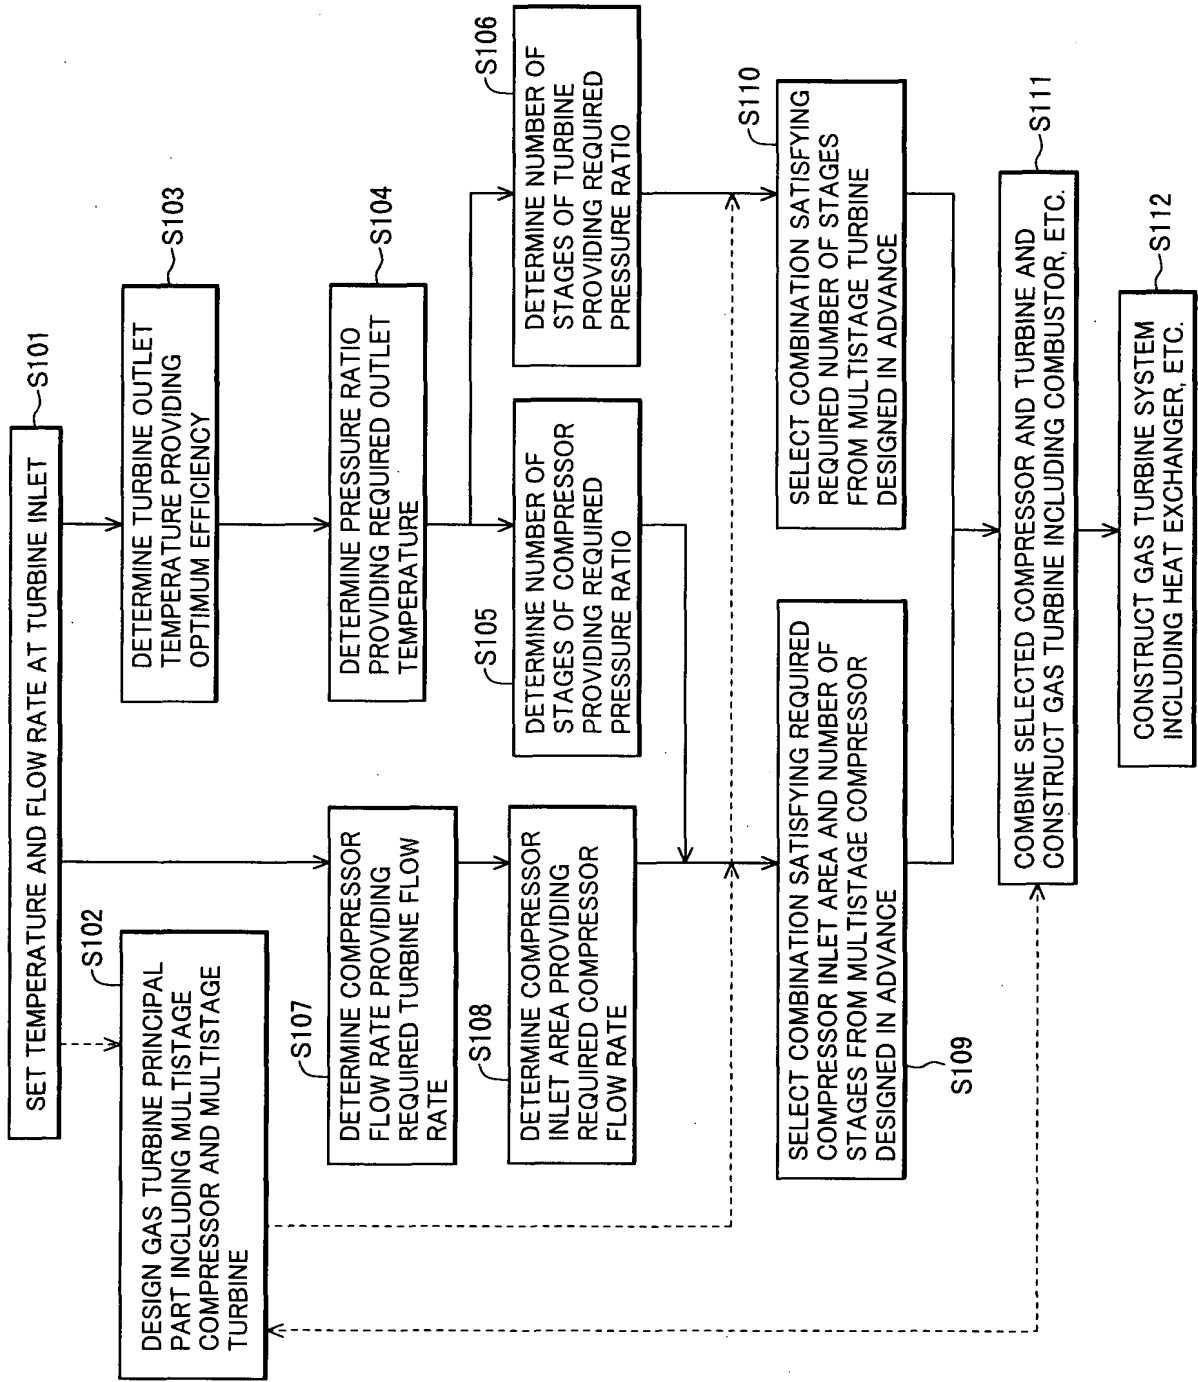 S101
SET TEMPERATURE AND FLOW RATE AT TURBINE INLET
S102
DESIGN GAS TURBINE PRINCIPAL
PART INCLUDING MULTISTAGE
COMPRESSOR AND MULTISTAGE
TURBINE
S103
DETERMINE TURBINE OUTLET
TEMPERATURE PROVIDING
OPTIMUM EFFICIENCY
S107
DETERMINE COMPRESSOR
FLOW RATE PROVIDING
REQUIRED TURBINE FLOW
RATE
S104
DETERMINE PRESSURE RATIO
PROVIDING REQUIRED OUTLET
TEMPERATURE
S108
DETERMINE COMPRESSOR
INLET AREA PROVIDING
REQUIRED COMPRESSOR
FLOW RATE
S105
DETERMINE NUMBER OF
STAGES OF COMPRESSOR
PROVIDING REQUIRED
PRESSURE RATIO
S106
DETERMINE NUMBER OF
STAGES OF TURBINE
PROVIDING REQUIRED
PRESSURE RATIO
SELECT COMBINATION SATISFYING REQUIRED
COMPRESSOR INLET AREA AND NUMBER OF
STAGES FROM MULTISTAGE COMPRESSOR
DESIGNED IN ADVANCE
S109
S110
SELECT COMBINATION SATISFYING
REQUIRED NUMBER OF STAGES
FROM MULTISTAGE TURBINE
DESIGNED IN ADVANCE
S111
COMBINE SELECTED COMPRESSOR AND TURBINE AND
CONSTRUCT GAS TURBINE INCLUDING COMBUSTOR, ETC.
S112
CONSTRUCT GAS TURBINE SYSTEM
INCLUDING HEAT EXCHANGER, ETC.